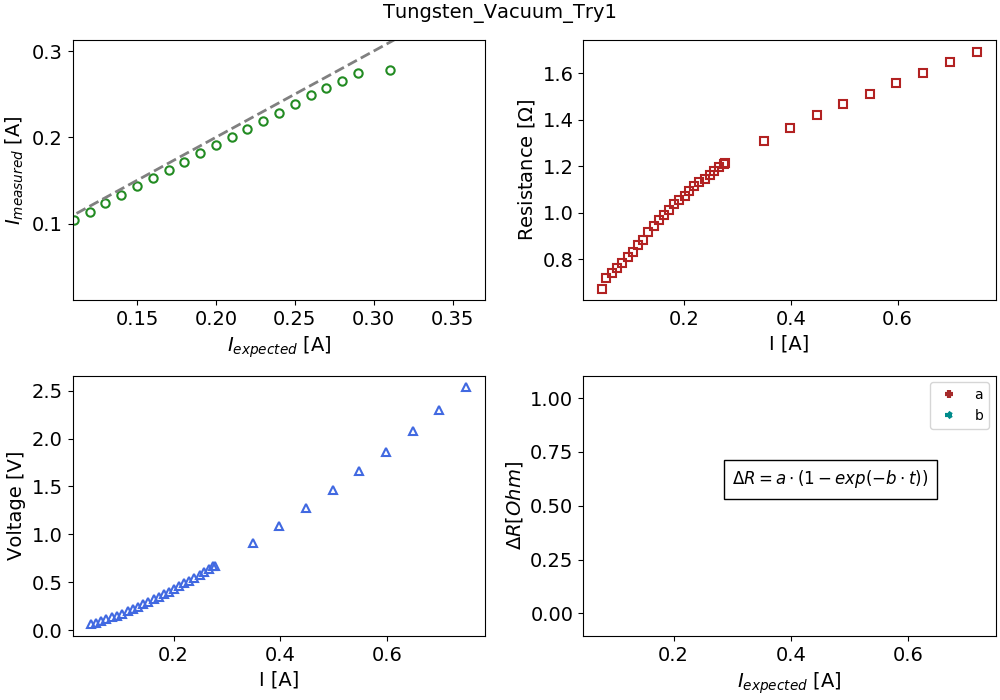 Tungsten_Vacuum_Try1
0.3
0.2
0.1
I_measured [A]
0.15 0.20 0.25 0.30 0.35
I_expected [A]
1.6
1.4
1.2
1.0
0.8
Resistance [Ω]
0.2 0.4 0.6
I [A]
2.5
2.0
1.5
1.0
0.5
0.0
Voltage [V]
0.2 0.4 0.6
I [A]
1.00
0.75
0.50
0.25
0.00
ΔR[Ohm]
a
b
ΔR = a · (1 − exp(−b · t))
0.2 0.4 0.6
I_expected [A]